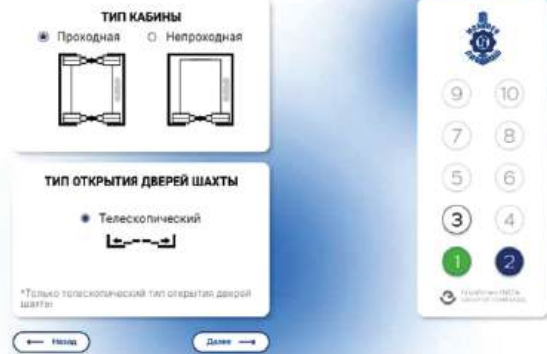 ТИП КАБИНЫ
Проходная
Непроходная
ТИП ОТКРЫТИЯ ДВЕРЕЙ ШАХТЫ
Телескопический
*Только телескопический тип открытия дверей
шахты
Назад
Далее
9
10
7
8
5
6
3
4
1
2